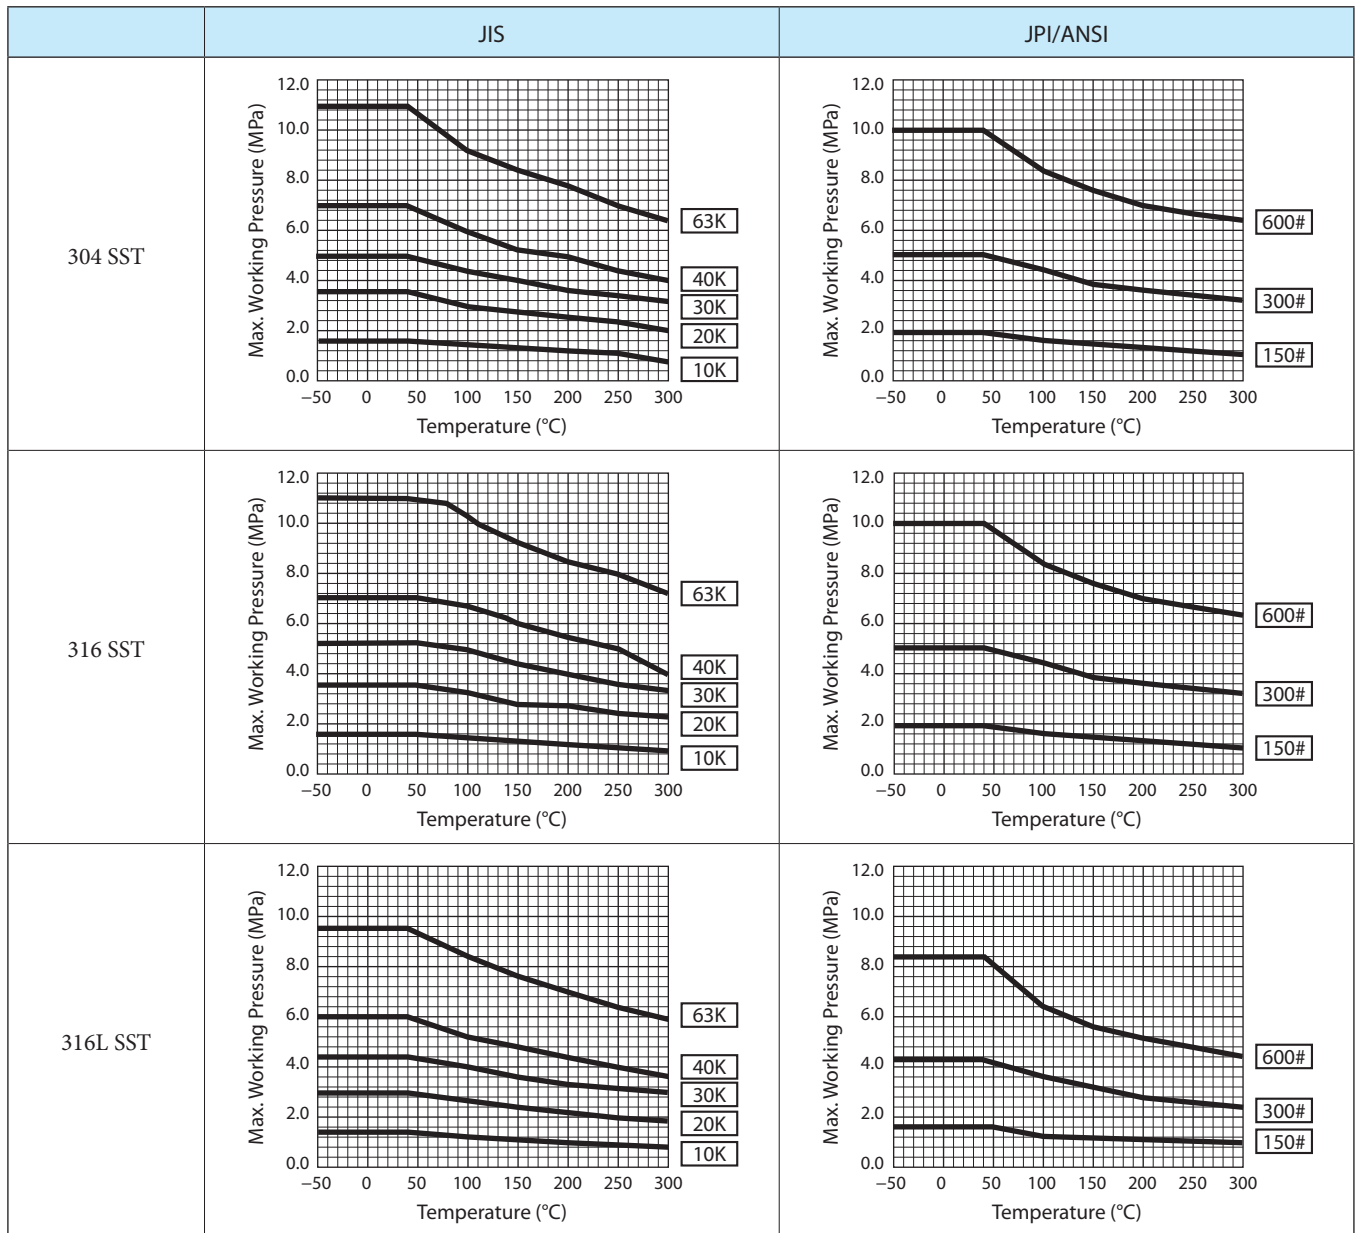 JIS
JPI/ANSI
304 SST
Max. Working Pressure (MPa)
12.0
10.0
8.0
6.0
4.0
2.0
0.0
−50 0 50 100 150 200 250 300
Temperature (°C)
63K
40K
30K
20K
10K
Max. Working Pressure (MPa)
12.0
10.0
8.0
6.0
4.0
2.0
0.0
−50 0 50 100 150 200 250 300
Temperature (°C)
600#
300#
150#
316 SST
Max. Working Pressure (MPa)
12.0
10.0
8.0
6.0
4.0
2.0
0.0
−50 0 50 100 150 200 250 300
Temperature (°C)
63K
40K
30K
20K
10K
Max. Working Pressure (MPa)
12.0
10.0
8.0
6.0
4.0
2.0
0.0
−50 0 50 100 150 200 250 300
Temperature (°C)
600#
300#
150#
316L SST
Max. Working Pressure (MPa)
12.0
10.0
8.0
6.0
4.0
2.0
0.0
−50 0 50 100 150 200 250 300
Temperature (°C)
63K
40K
30K
20K
10K
Max. Working Pressure (MPa)
12.0
10.0
8.0
6.0
4.0
2.0
0.0
−50 0 50 100 150 200 250 300
Temperature (°C)
600#
300#
150#